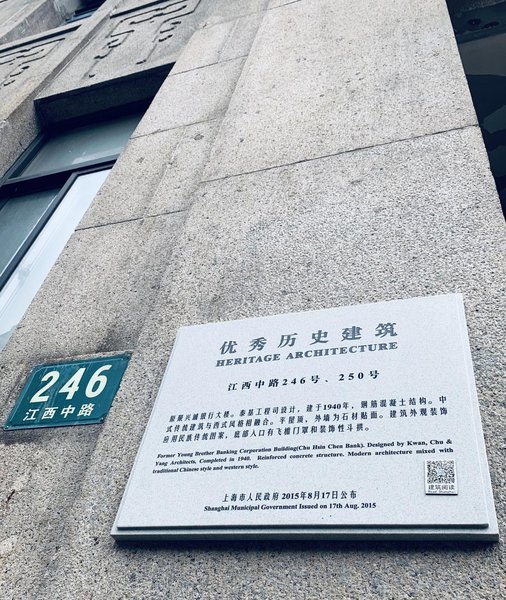 优秀历史建筑
HERITAGE ARCHITECTURE
江西中路246号、250号
原聚兴诚银行大楼。基泰工程司设计，建于1940年，钢筋混凝土结构。中
式传统建筑与西式风格相融合。平屋顶、外墙为石材贴面。建筑外观装饰
应用民族传统图案，底部入口有飞檐门罩和装饰性斗拱。
Former Young Brother Banking Corporation Building(Chu Hsin Chen Bank). Designed by Kwan, Chu &
Yang Architects, Completed in 1940. Reinforced concrete structure. Modern architecture mixed with
traditional Chinese style and western style.
建筑阅读
上海市人民政府 2015年8月17日公布
Shanghai Municipal Government Issued on 17th Aug. 2015
246
江西中路